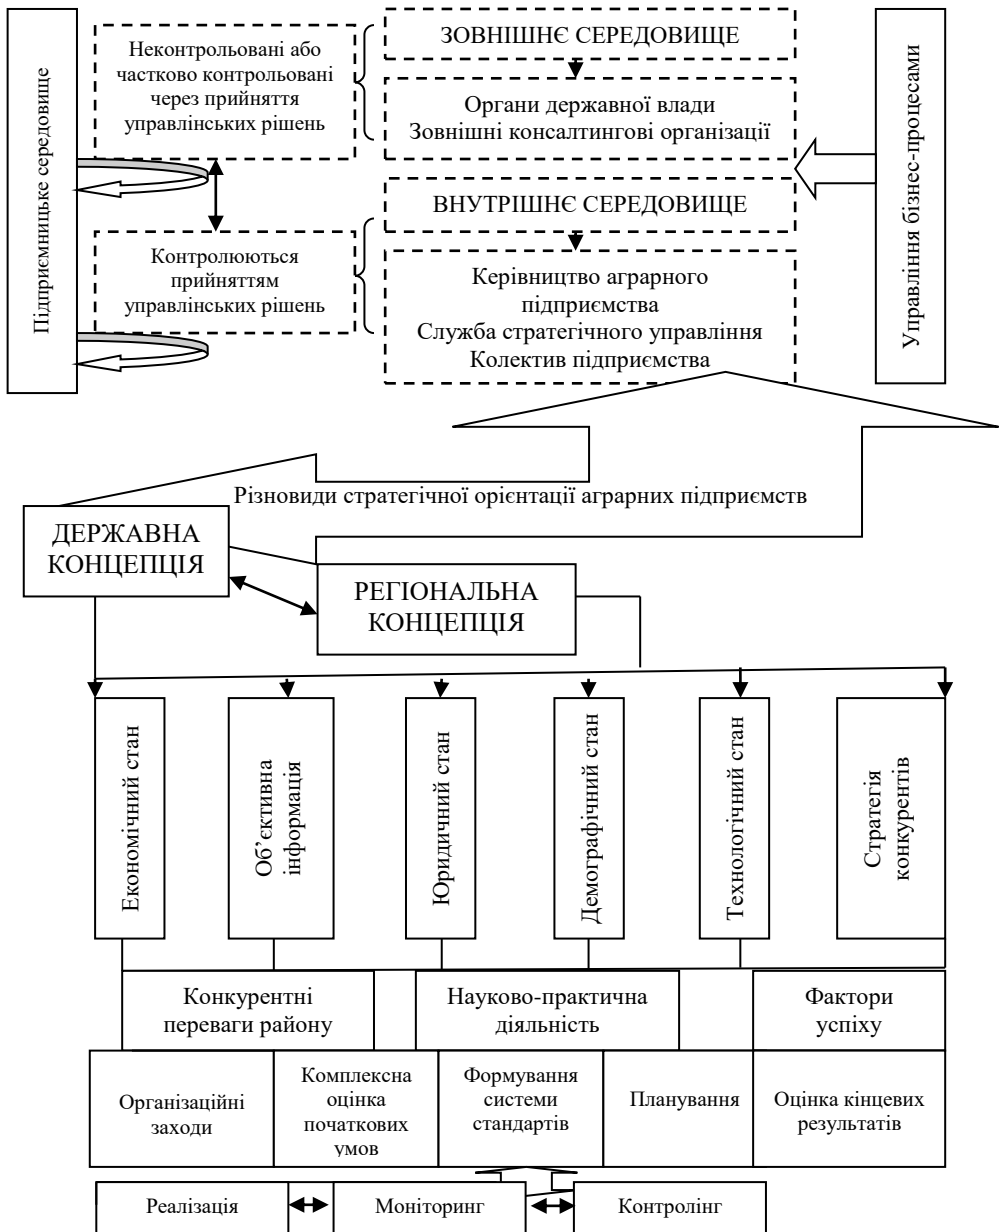 Підприємницьке середовище
Неконтрольовані або
частково контрольовані
через прийняття
управлінських рішень
ЗОВНІШНЄ СЕРЕДОВИЩЕ
Органи державної влади
Зовнішні консалтингові організації
Управління бізнес-процесами
ВНУТРІШНЄ СЕРЕДОВИЩЕ
Контролюються
прийняттям
управлінських рішень
Керівництво аграрного
підприємства
Служба стратегічного управління
Колектив підприємства
Різновиди стратегічної орієнтації аграрних підприємств
ДЕРЖАВНА
КОНЦЕПЦІЯ
РЕГІОНАЛЬНА
КОНЦЕПЦІЯ
Економічний стан
Об’єктивна
інформація
Юридичний стан
Демографічний стан
Технологічний стан
Стратегія
конкурентів
Конкурентні
переваги району
Науково-практична
діяльність
Фактори
успіху
Організаційні
заходи
Комплексна
оцінка
початкових
умов
Формування
системи
стандартів
Планування
Оцінка кінцевих
результатів
Реалізація
Моніторинг
Контролінг